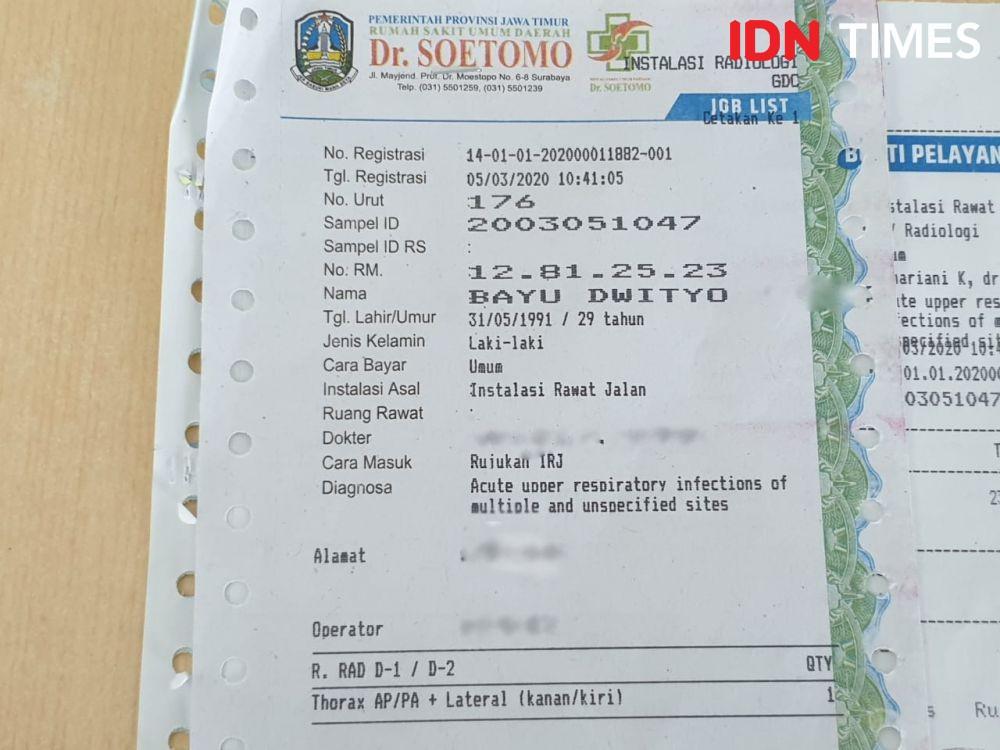 IDN TIMES
PEMERINTAH PROVINSI JAWA TIMUR
RUMAH SAKIT UMUM DAERAH
Dr. SOETOMO
Jl. Mayjend. Prof. Dr. Moestopo No. 6-8 Surabaya
Telp. (031) 5501259, (031) 5501239
Dr. SOETOMO
INSTALASI RADIOLOGI
GDC
JOB LIST
Cetakan Ke 1
No. Registrasi 14-01-01-202000011882-001
Tgl. Registrasi 05/03/2020 10:41:05
No. Urut 176
Sampel ID 2003051047
Sampel ID RS :
No. RM. 12.81.25.23
Nama BAYU DWITYO
Tgl. Lahir/Umur 31/05/1991 / 29 tahun
Jenis Kelamin Laki-laki
Cara Bayar Umum
Instalasi Asal Instalasi Rawat Jalan
Ruang Rawat
Dokter
Cara Masuk Rujukan IRJ
Diagnosa Acute upper respiratory infections of
multiple and unspecified sites
Alamat
Operator
R. RAD D-1 / D-2 QTY
Thorax AP/PA + Lateral (kanan/kiri) 1
TI PELAYAN
stalasi Rawat
/ Radiologi
ariani K, dr
te upper res
ections of m
pecified sit
03/2020 10:4
01.01.202000
03051047